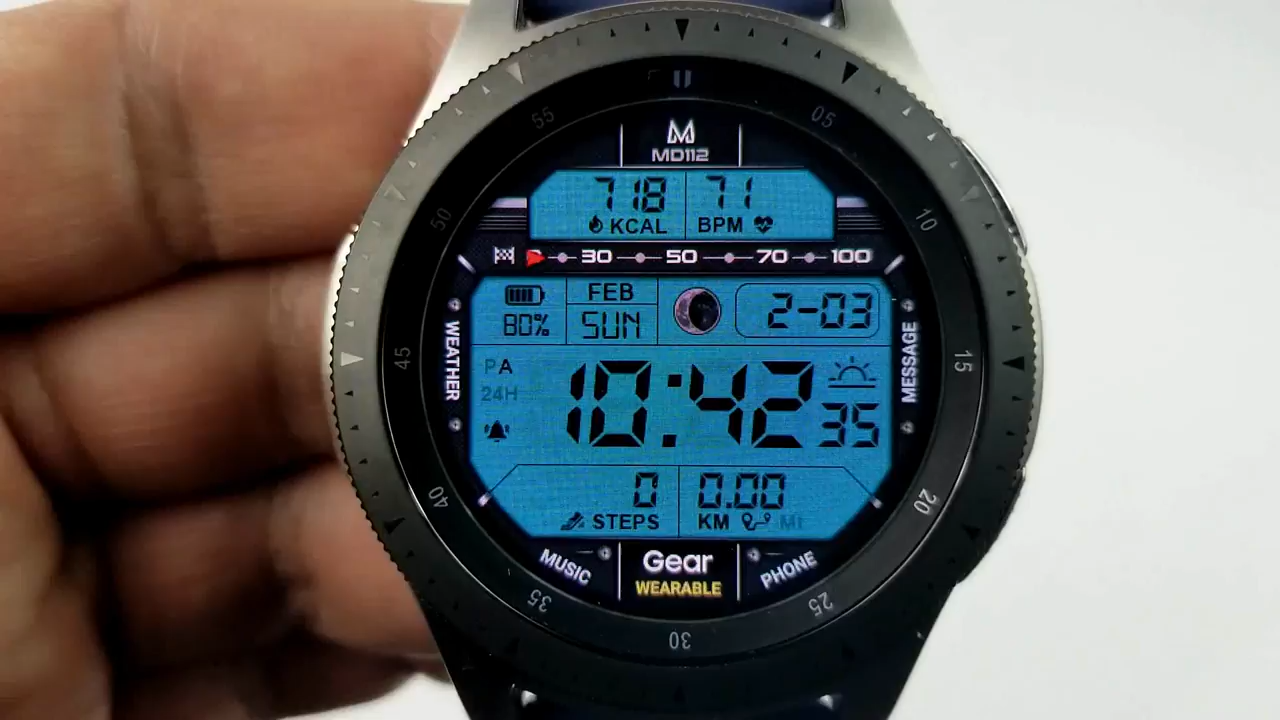 55
05
M
MD112
50
718
71
10
KCAL
BPM
30 50 70 100
80%
FEB
SUN
2-03
45
WEATHER
PA
24H
10:42
35
MESSAGE
15
40
0
STEPS
0.00
KM MI
20
MUSIC
Gear
WEARABLE
PHONE
35
30
25